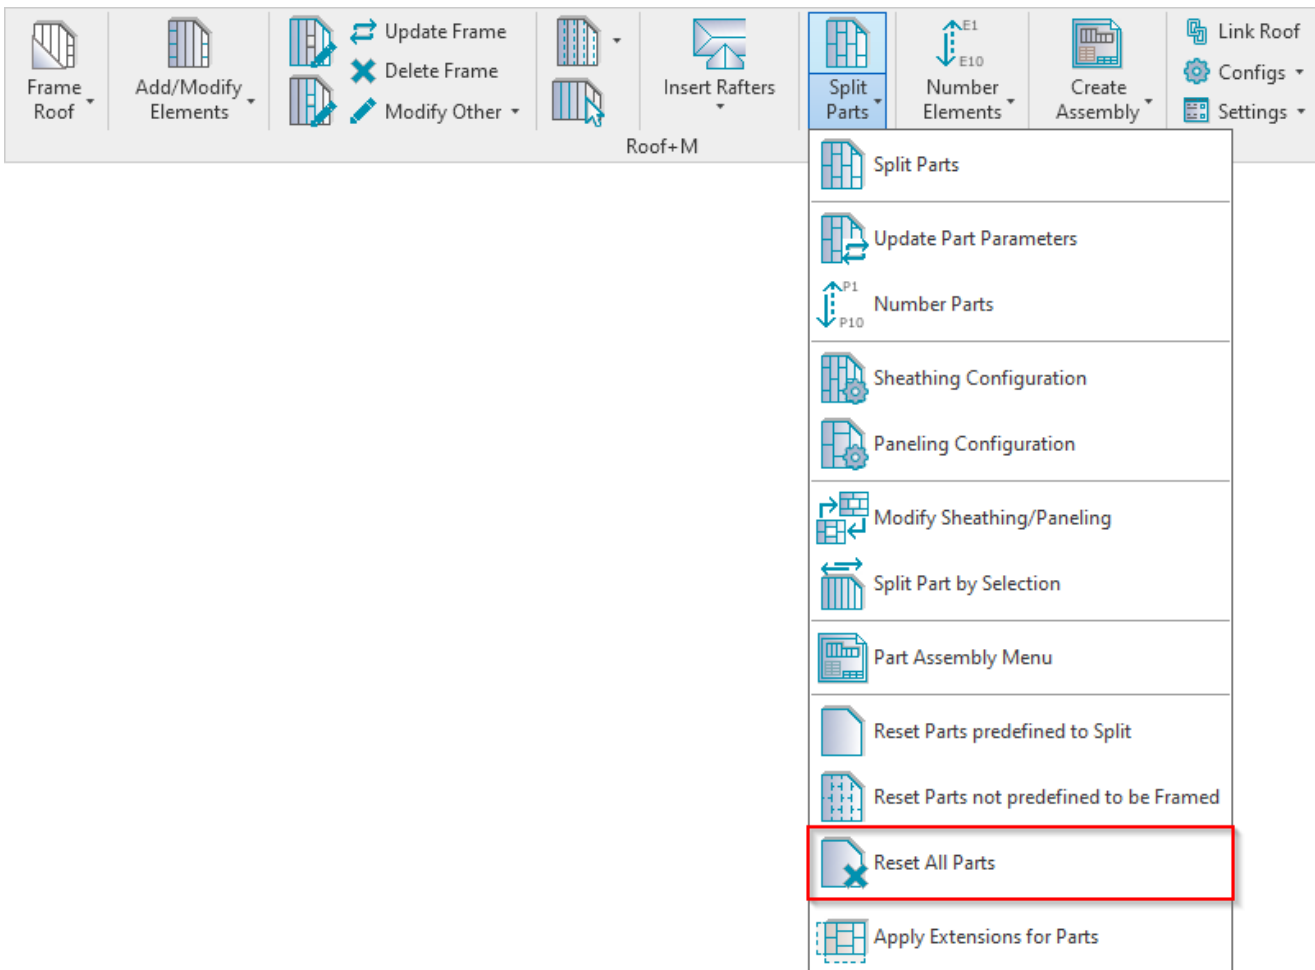 Frame
Roof
Add/Modify
Elements
Update Frame
Delete Frame
Modify Other
Insert Rafters
Split
Parts
E1
E10
Number
Elements
Create
Assembly
Link Roof
Configs
Settings
Roof+M
Split Parts
Update Part Parameters
P1
P10
Number Parts
Sheathing Configuration
Paneling Configuration
Modify Sheathing/Paneling
Split Part by Selection
Part Assembly Menu
Reset Parts predefined to Split
Reset Parts not predefined to be Framed
Reset All Parts
Apply Extensions for Parts